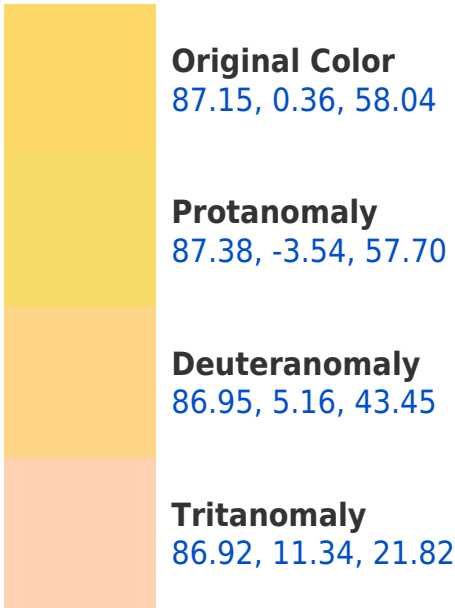 Original Color
87.15, 0.36, 58.04
Protanomaly
87.38, -3.54, 57.70
Deuteranomaly
86.95, 5.16, 43.45
Tritanomaly
86.92, 11.34, 21.82